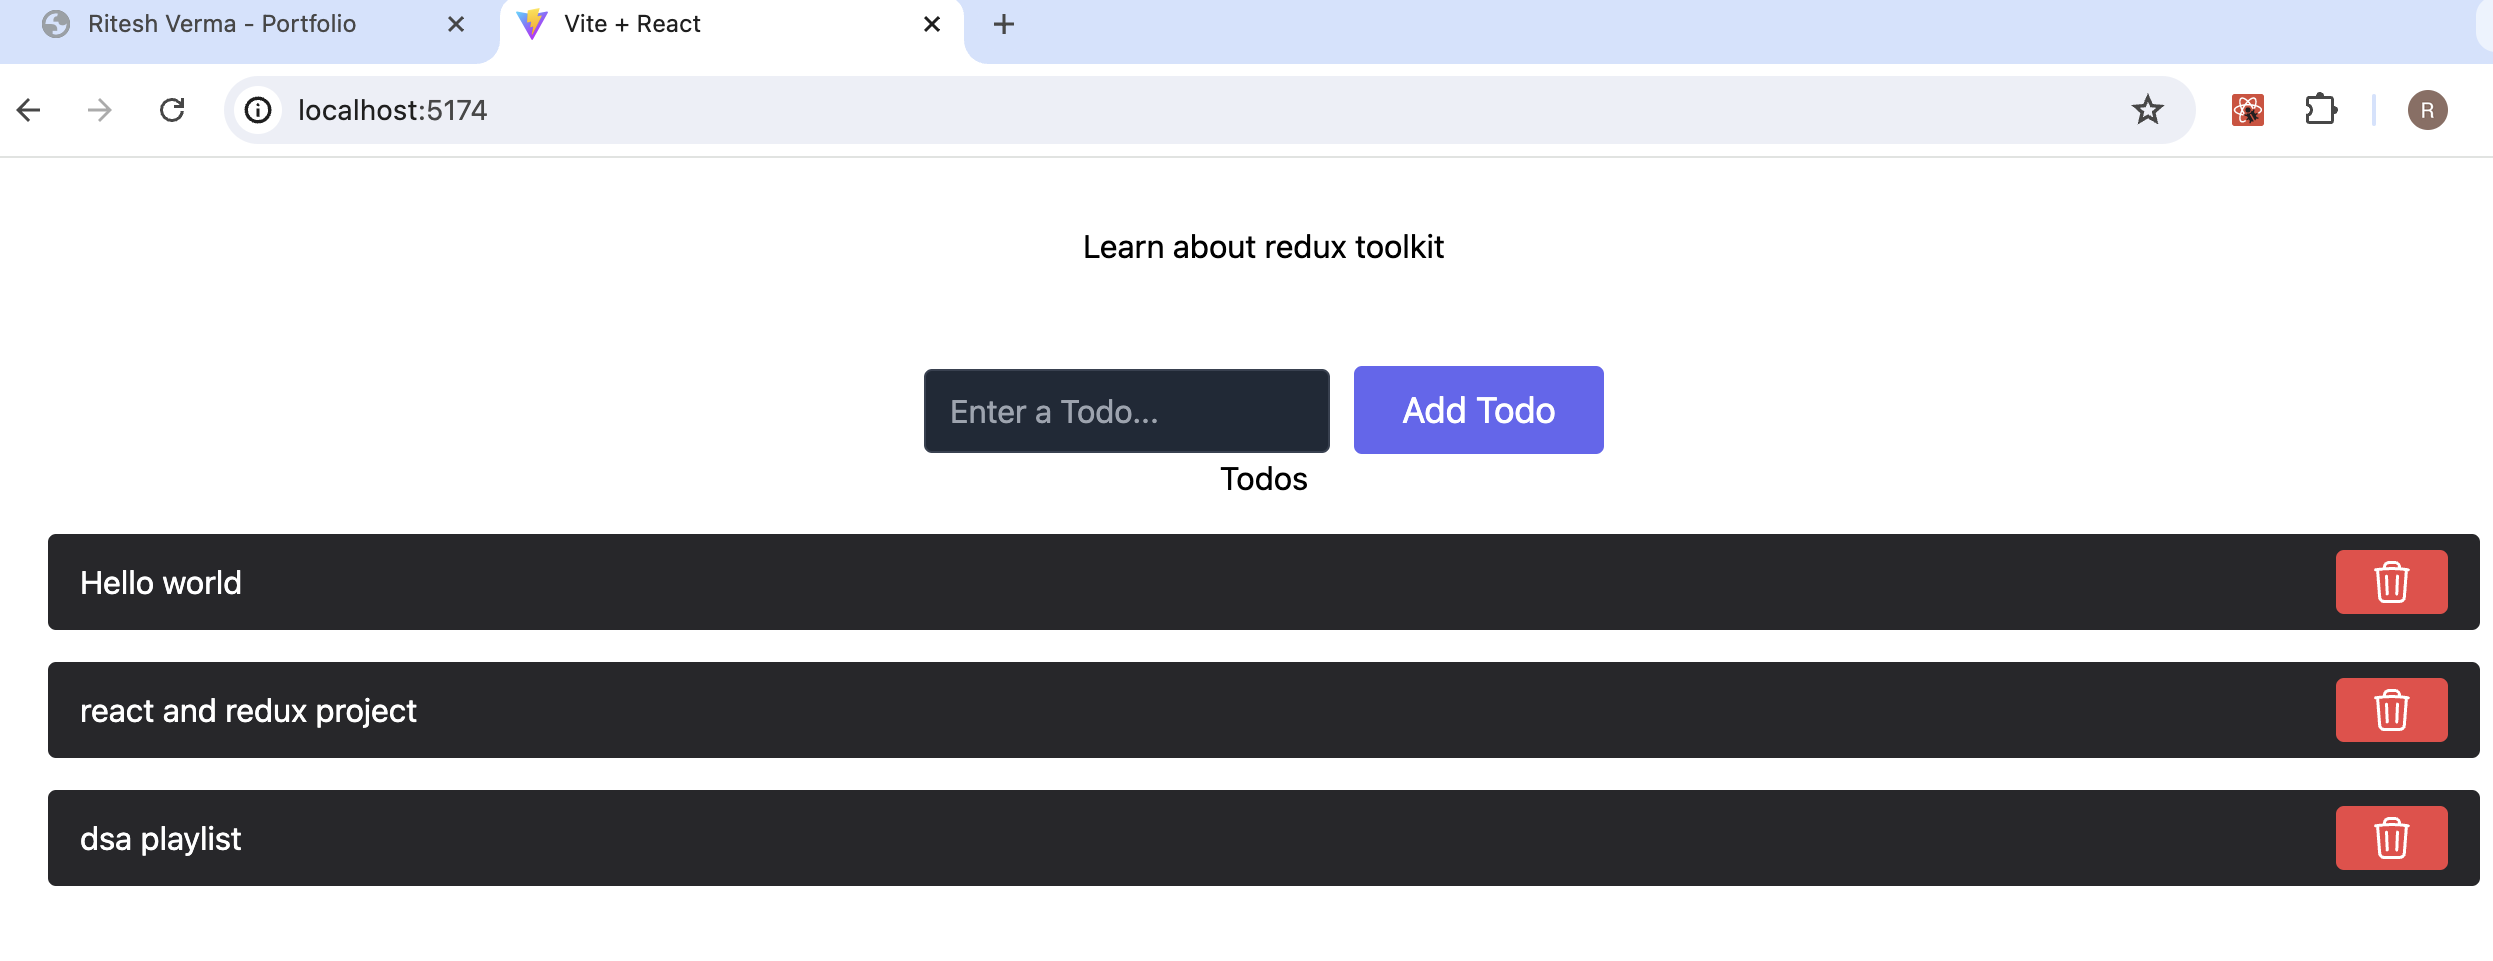 Ritesh Verma - Portfolio
Vite + React
localhost:5174
R
Learn about redux toolkit
Enter a Todo...
Add Todo
Todos
Hello world
react and redux project
dsa playlist